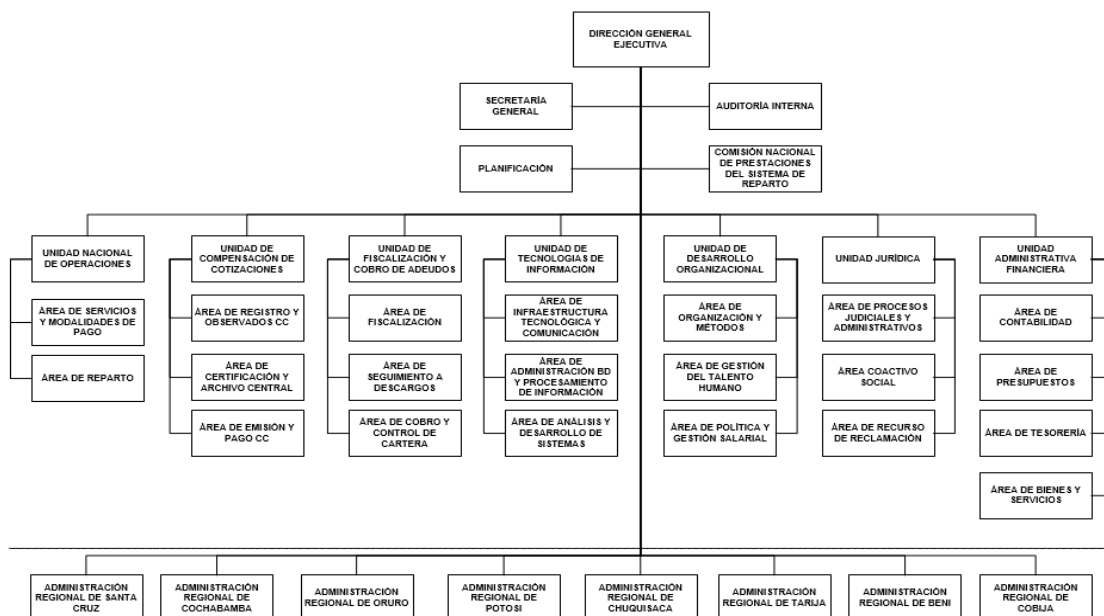 DIRECCIÓN GENERAL
EJECUTIVA
SECRETARÍA
GENERAL
AUDITORÍA INTERNA
PLANIFICACIÓN
COMISIÓN NACIONAL
DE PRESTACIONES
DEL SISTEMA DE
REPARTO
UNIDAD NACIONAL
DE OPERACIONES
ÁREA DE SERVICIOS
Y MODALIDADES DE
PAGO
ÁREA DE REPARTO
UNIDAD DE
COMPENSACIÓN DE
COTIZACIONES
ÁREA DE REGISTRO Y
OBSERVADOS CC
ÁREA DE
CERTIFICACIÓN Y
ARCHIVO CENTRAL
ÁREA DE EMISIÓN Y
PAGO CC
UNIDAD DE
FISCALIZACIÓN Y
COBRO DE ADEUDOS
ÁREA DE
FISCALIZACIÓN
ÁREA DE
SEGUIMIENTO A
DESCARGOS
ÁREA DE COBRO Y
CONTROL DE
CARTERA
UNIDAD DE
TECNOLOGIAS DE
INFORMACIÓN
ÁREA DE
INFRAESTRUCTURA
TECNOLÓGICA Y
COMUNICACIÓN
ÁREA DE
ADMINISTRACIÓN BD
Y PROCESAMIENTO
DE INFORMACIÓN
ÁREA DE ANÁLISIS Y
DESARROLLO DE
SISTEMAS
UNIDAD DE
DESARROLLO
ORGANIZACIONAL
ÁREA DE
ORGANIZACIÓN Y
MÉTODOS
ÁREA DE GESTIÓN
DEL TALENTO
HUMANO
ÁREA DE POLÍTICA Y
GESTIÓN SALARIAL
UNIDAD JURÍDICA
ÁREA DE PROCESOS
JUDICIALES Y
ADMINISTRATIVOS
ÁREA COACTIVO
SOCIAL
ÁREA DE RECURSO
DE RECLAMACIÓN
UNIDAD
ADMINISTRATIVA
FINANCIERA
ÁREA DE
CONTABILIDAD
ÁREA DE
PRESUPUESTOS
ÁREA DE TESORERÍA
ÁREA DE BIENES Y
SERVICIOS
ADMINISTRACIÓN
REGIONAL DE SANTA
CRUZ
ADMINISTRACIÓN
REGIONAL DE
COCHABAMBA
ADMINISTRACIÓN
REGIONAL DE ORURO
ADMINISTRACIÓN
REGIONAL DE
POTOSI
ADMINISTRACIÓN
REGIONAL DE
CHUQUISACA
ADMINISTRACIÓN
REGIONAL DE TARIJA
ADMINISTRACIÓN
REGIONAL DE BENI
ADMINISTRACIÓN
REGIONAL DE
COBIJA